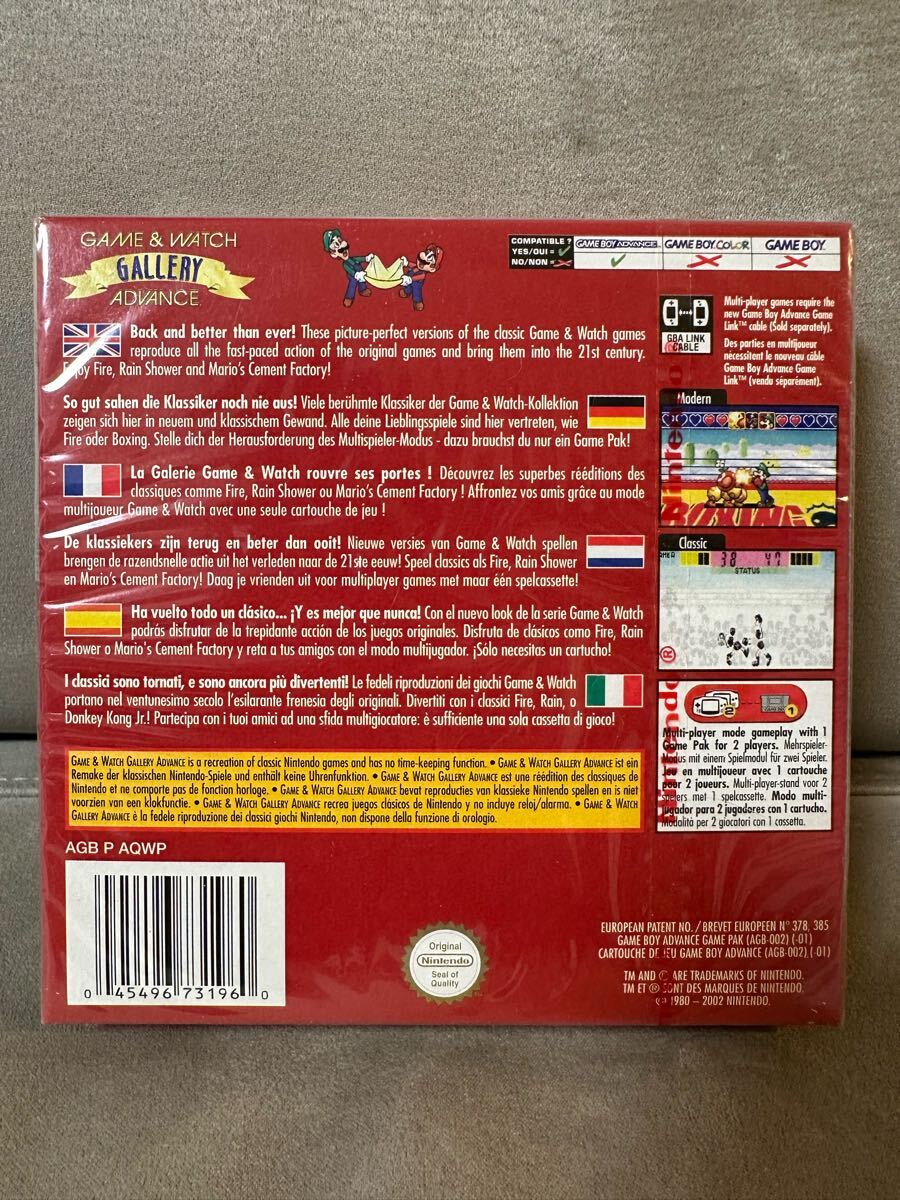 GAME & WATCH
GALLERY
ADVANCE
COMPATIBLE ?
YES/OUI =
NO/NON =
GAME BOY ADVANCE
GAME BOY COLOR
GAME BOY
GBA LINK
CABLE
Multi-player games require the
new Game Boy Advance Game
Link™ cable (Sold separately).
Des parties en multijoueur
nécessitent le nouveau câble
Game Boy Advance Game
Link™ (vendu séparément).
Back and better than ever! These picture-perfect versions of the classic Game & Watch games
reproduce all the fast-paced action of the original games and bring them into the 21st century.
Enjoy Fire, Rain Shower and Mario's Cement Factory!
So gut sahen die Klassiker noch nie aus! Viele berühmte Klassiker der Game & Watch-Kollektion
zeigen sich hier in neuem und klassischem Gewand. Alle deine Lieblingsspiele sind hier vertreten, wie
Fire oder Boxing. Stelle dich der Herausforderung des Multispieler-Modus - dazu brauchst du nur ein Game Pak!
La Galerie Game & Watch rouvre ses portes ! Découvrez les superbes rééditions des
classiques comme Fire, Rain Shower ou Mario's Cement Factory ! Affrontez vos amis grâce au mode
multijoueur Game & Watch avec une seule cartouche de jeu !
De klassiekers zijn terug en beter dan ooit! Nieuwe versies van Game & Watch spellen
brengen de razendsnelle actie uit het verleden naar de 21ste eeuw! Speel classics als Fire, Rain Shower
en Mario's Cement Factory! Daag je vrienden uit voor multiplayer games met maar één spelcassette!
Ha vuelto todo un clásico... ¡Y es mejor que nunca! Con el nuevo look de la serie Game & Watch
podrás disfrutar de la trepidante acción de los juegos originales. Disfruta de clásicos como Fire, Rain
Shower o Mario's Cement Factory y reta a tus amigos con el modo multijugador. ¡Sólo necesitas un cartucho!
I classici sono tornati, e sono ancora più divertenti! Le fedeli riproduzioni dei giochi Game & Watch
portano nel ventunesimo secolo l'esilarante frenesia degli originali. Divertiti con i classici Fire, Rain, o
Donkey Kong Jr.! Partecipa con i tuoi amici ad una sfida multigiocatore: è sufficiente una sola cassetta di gioco!
Modern
BOXING
Classic
38 47
STATUS
Nintendo
®
Nintendo
2
1
Multi-player mode gameplay with 1
Game Pak for 2 players. Mehrspieler-
Modus mit einem Spielmodul für zwei Spieler.
Jeu en multijoueur avec 1 cartouche
pour 2 joueurs. Multi-player-stand voor 2
spelers met 1 spelcassette. Modo multi-
jugador para 2 jugadores con 1 cartucho.
Modalità per 2 giocatori con 1 cassetta.
GAME & WATCH GALLERY ADVANCE is a recreation of classic Nintendo games and has no time-keeping function. • GAME & WATCH GALLERY ADVANCE ist ein
Remake der klassischen Nintendo-Spiele und enthält keine Uhrenfunktion. • GAME & WATCH GALLERY ADVANCE est une réédition des classiques de
Nintendo et ne comporte pas de fonction horloge. • GAME & WATCH GALLERY ADVANCE bevat reproducties van klassieke Nintendo spellen en is niet
voorzien van een klokfunctie. • GAME & WATCH GALLERY ADVANCE recrea juegos clásicos de Nintendo y no incluye reloj/alarma. • GAME & WATCH
GALLERY ADVANCE è la fedele riproduzione dei classici giochi Nintendo, non dispone della funzione di orologio.
AGB P AQWP
0 45496 73196 0
Original
Nintendo
Seal of
Quality
EUROPEAN PATENT NO. / BREVET EUROPEEN N° 378, 385
GAME BOY ADVANCE GAME PAK (AGB-002) (-01)
CARTOUCHE DE JEU GAME BOY ADVANCE (AGB-002) (-01)
TM AND © ARE TRADEMARKS OF NINTENDO.
TM ET ® SONT DES MARQUES DE NINTENDO.
© 1980 – 2002 NINTENDO.